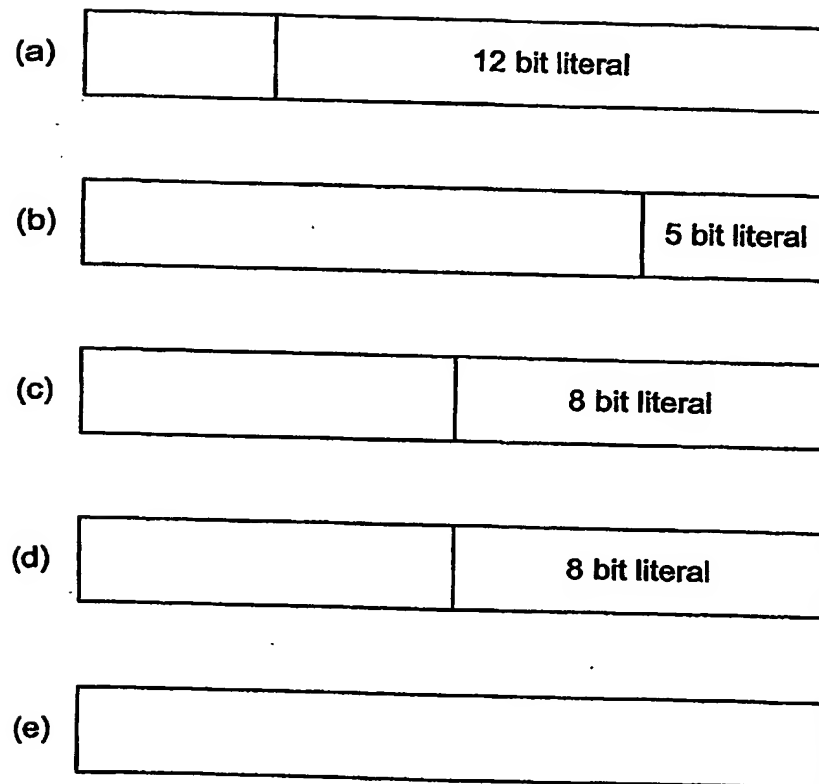 (a) 12 bit literal
(b) 5 bit literal
(c) 8 bit literal
(d) 8 bit literal
(e)